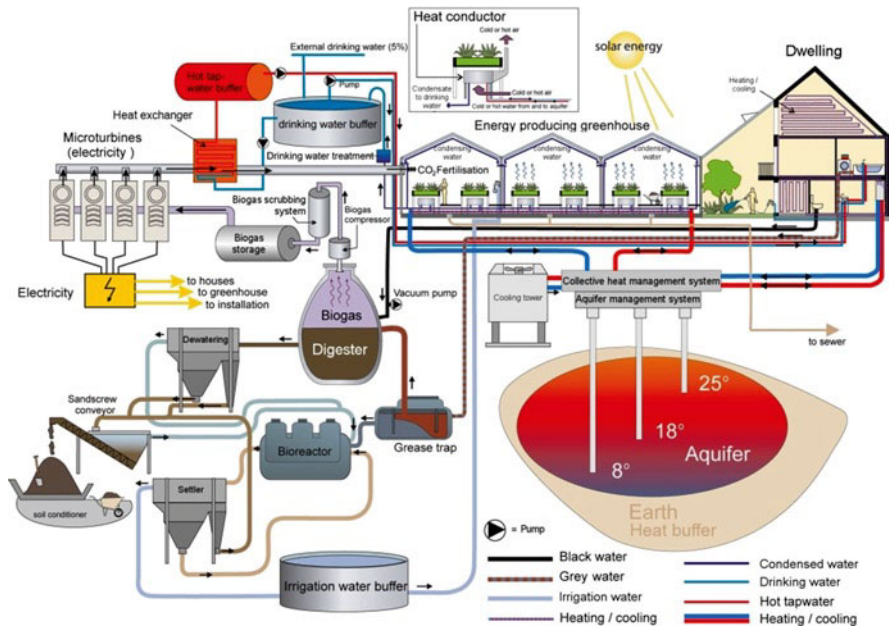 Heat conductor
Cold or hot air
Condensate
to drinking
water
Cold or hot air
Cold or hot water from and to aquifer
solar energy
Dwelling
Heating /
cooling
External drinking water (5%)
Hot tap-
water buffer
Pump
drinking water buffer
Heat exchanger
Drinking water treatment
Microturbines
(electricity )
Energy producing greenhouse
condensing
water
condensing
water
condensing
water
CO2Fertilisation
Biogas scrubbing
system
Biogas
compressor
Biogas
storage
Electricity
to houses
to greenhouse
to installation
Vacuum pump
Biogas
Digester
Cooling tower
Collective heat management system
Aquifer management system
to sewer
Dewatering
Sandscrew
conveyor
soil conditioner
Bioreactor
Grease trap
Settler
Irrigation water buffer
25°
18°
8°
Aquifer
Earth
Heat buffer
= Pump
Black water
Grey water
Irrigation water
Heating / cooling
Condensed water
Drinking water
Hot tapwater
Heating / cooling